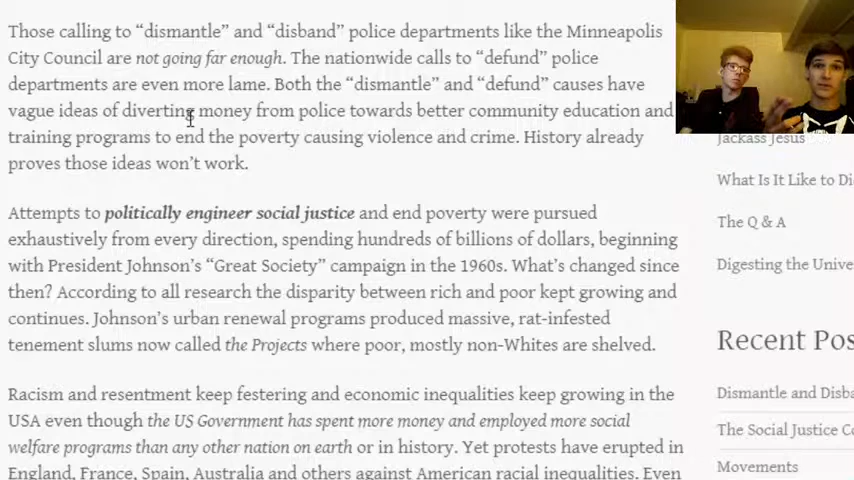 Those calling to “dismantle” and “disband” police departments like the Minneapolis
City Council are not going far enough. The nationwide calls to “defund” police
departments are even more lame. Both the “dismantle” and “defund” causes have
vague ideas of diverting money from police towards better community education and
training programs to end the poverty causing violence and crime. History already
proves those ideas won’t work.
Attempts to politically engineer social justice and end poverty were pursued
exhaustively from every direction, spending hundreds of billions of dollars, beginning
with President Johnson’s “Great Society” campaign in the 1960s. What’s changed since
then? According to all research the disparity between rich and poor kept growing and
continues. Johnson’s urban renewal programs produced massive, rat-infested
tenement slums now called the Projects where poor, mostly non-Whites are shelved.
Racism and resentment keep festering and economic inequalities keep growing in the
USA even though the US Government has spent more money and employed more social
welfare programs than any other nation on earth or in history. Yet protests have erupted in
England, France, Spain, Australia and others against American racial inequalities. Even
Jackass Jesus
What Is It Like to Di
The Q & A
Digesting the Unive
Recent Pos
Dismantle and Disba
The Social Justice Co
Movements